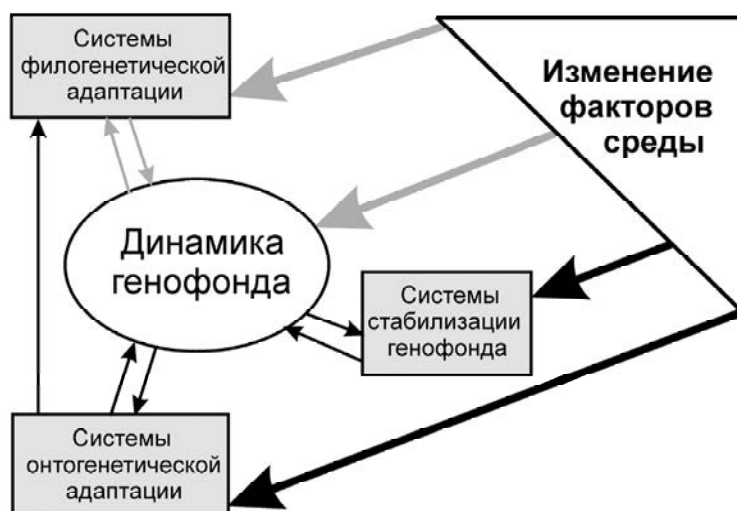 Системы
филогенетической
адаптации
Изменение
факторов
среды
Динамика
генофонда
Системы
стабилизации
генофонда
Системы
онтогенетической
адаптации